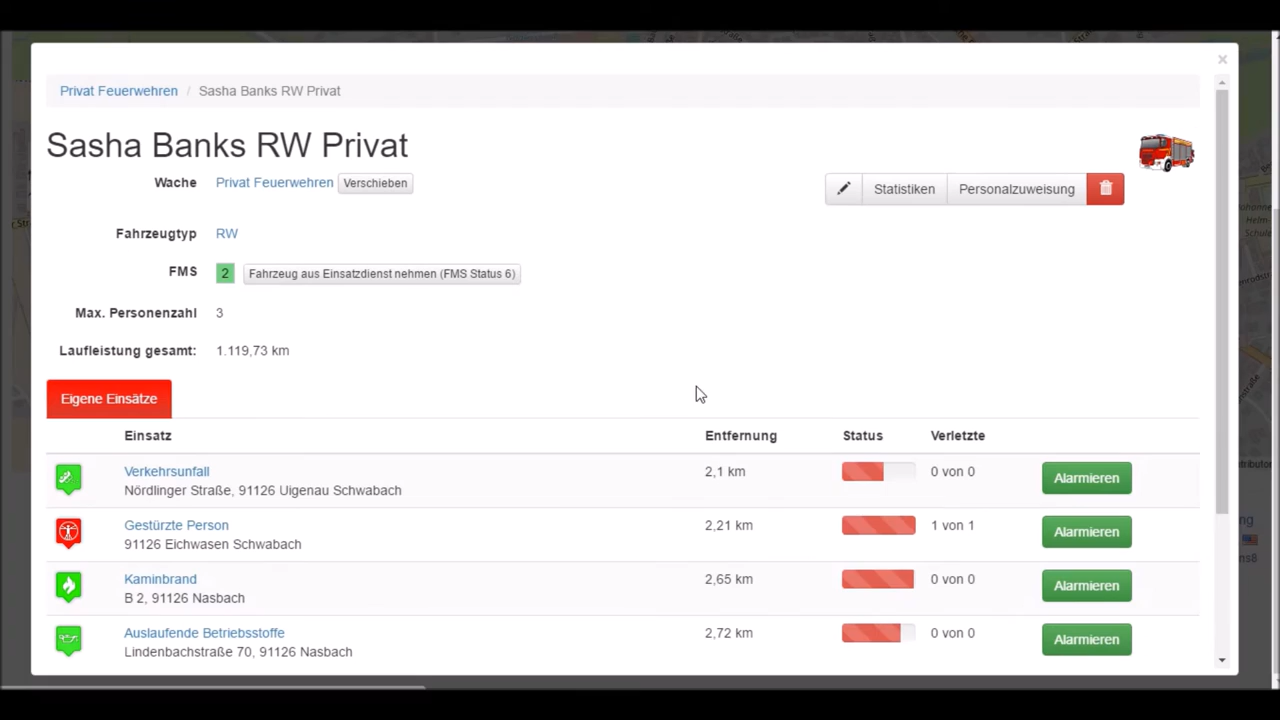 Privat Feuerwehren / Sasha Banks RW Privat
×
Sasha Banks RW Privat
Wache Privat Feuerwehren Verschieben
Statistiken Personalzuweisung
Fahrzeugtyp RW
FMS 2 Fahrzeug aus Einsatzdienst nehmen (FMS Status 6)
Max. Personenzahl 3
Laufleistung gesamt: 1.119,73 km
Eigene Einsätze
Einsatz Entfernung Status Verletzte
Verkehrsunfall 2,1 km 0 von 0 Alarmieren
Nördlinger Straße, 91126 Uigenau Schwabach
Gestürzte Person 2,21 km 1 von 1 Alarmieren
91126 Eichwasen Schwabach
Kaminbrand 2,65 km 0 von 0 Alarmieren
B 2, 91126 Nasbach
Auslaufende Betriebsstoffe 2,72 km 0 von 0 Alarmieren
Lindenbachstraße 70, 91126 Nasbach
Helm
Schule